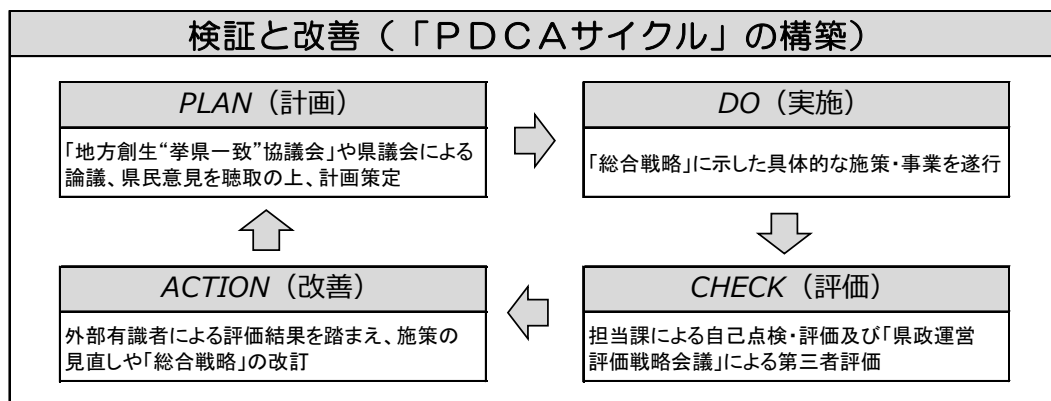 検証と改善（「ＰＤＣＡサイクル」の構築）
PLAN（計画）
「地方創生“挙県一致”協議会」や県議会による
論議、県民意見を聴取の上、計画策定
DO（実施）
「総合戦略」に示した具体的な施策・事業を遂行
ACTION（改善）
外部有識者による評価結果を踏まえ、施策の
見直しや「総合戦略」の改訂
CHECK（評価）
担当課による自己点検・評価及び「県政運営
評価戦略会議」による第三者評価